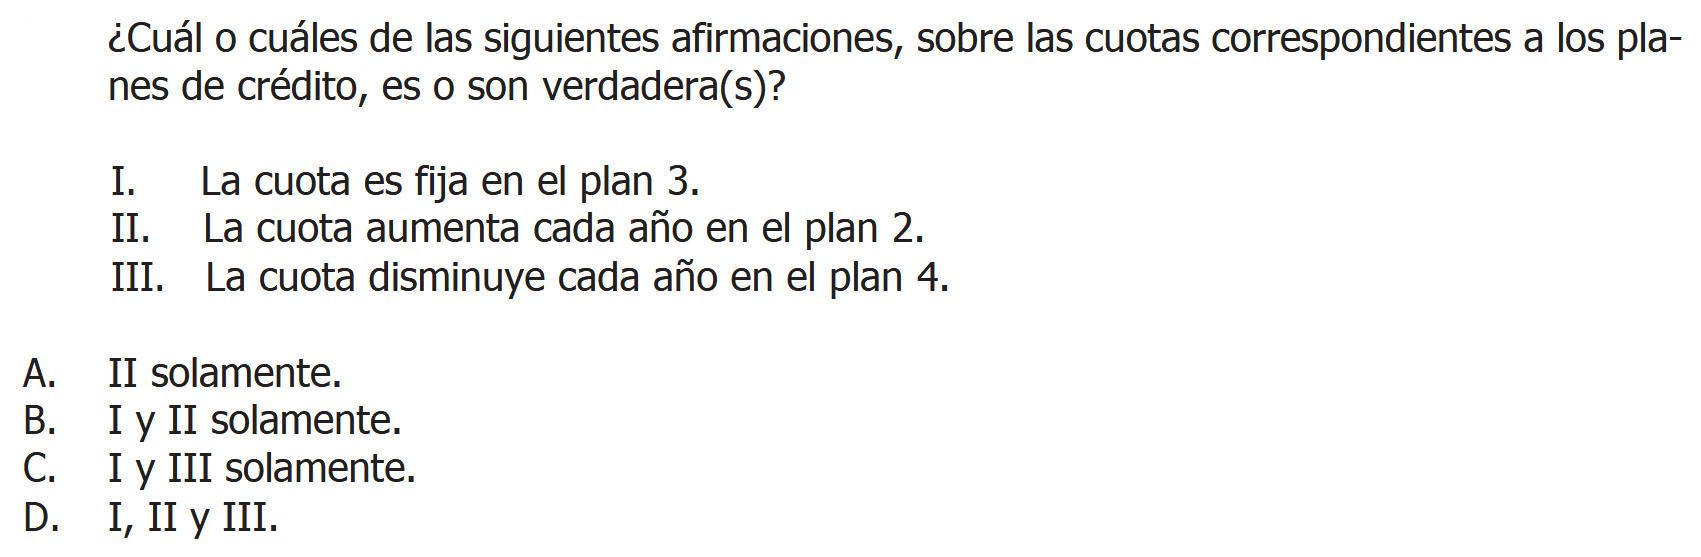 ¿Cuál o cuáles de las siguientes afirmaciones, sobre las cuotas correspondientes a los pla-
nes de crédito, es o son verdadera(s)?
I. La cuota es fija en el plan 3.
II. La cuota aumenta cada año en el plan 2.
III. La cuota disminuye cada año en el plan 4.
A. II solamente.
B. I y II solamente.
C. I y III solamente.
D. I, II y III.